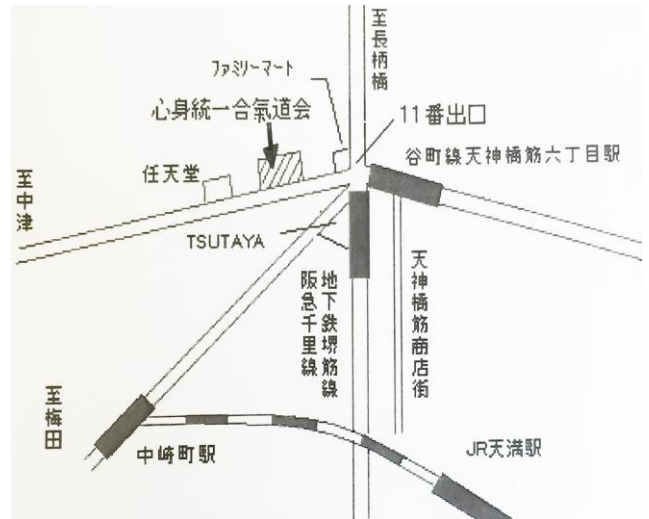 至長柄橋
ファミリーマート
心身統一合氣道会
11番出口
谷町線天神橋筋六丁目駅
任天堂
至中津
TSUTAYA
地下鉄堺筋線
阪急千里線
天神橋筋商店街
至梅田
中崎町駅
JR天満駅